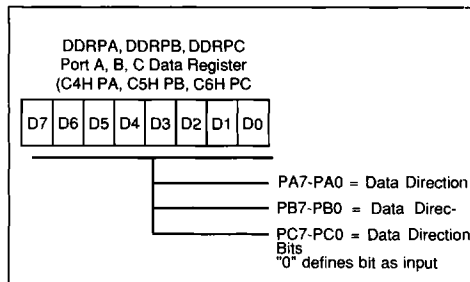 DDRPA, DDRPB, DDRPC
Port A, B, C Data Register
(C4H PA, C5H PB, C6H PC
D7 D6 D5 D4 D3 D2 D1 D0
PA7-PA0 = Data Direction
PB7-PB0 = Data Direc-
PC7-PC0 = Data Direction
Bits
"0" defines bit as input